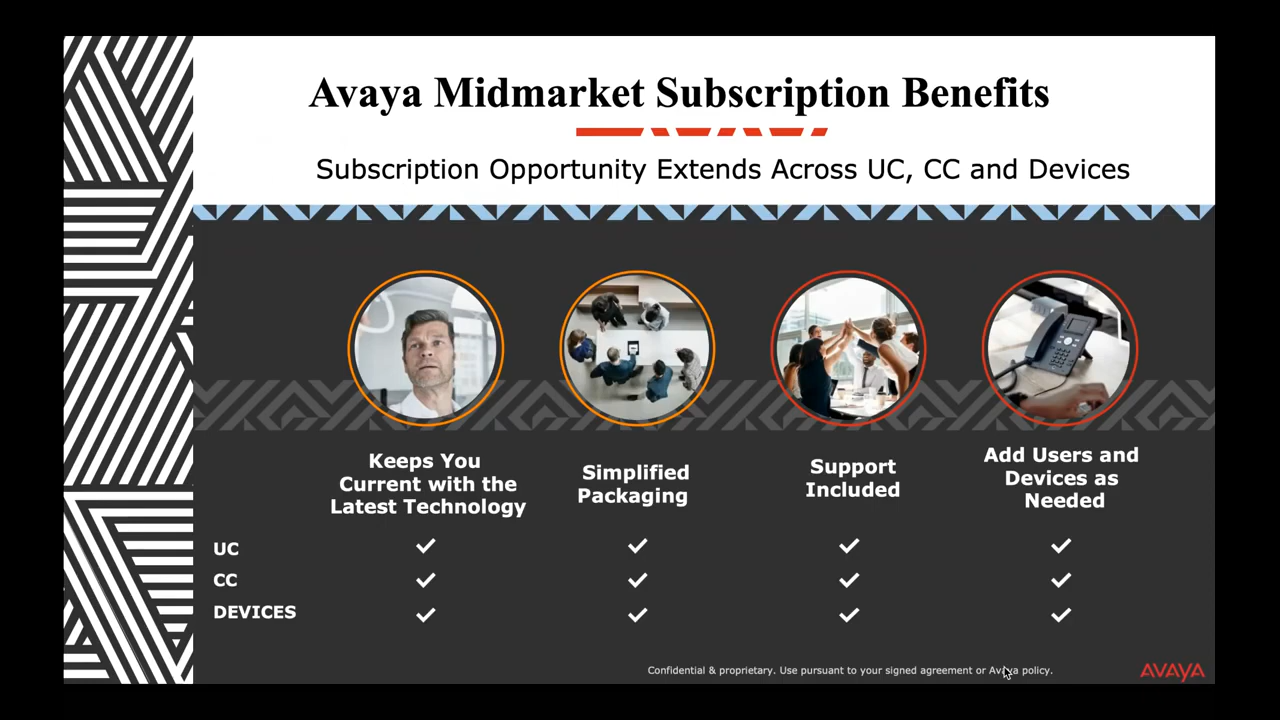 Avaya Midmarket Subscription Benefits
Subscription Opportunity Extends Across UC, CC and Devices
Keeps You
Current with the
Latest Technology
Simplified
Packaging
Support
Included
Add Users and
Devices as
Needed
UC
CC
DEVICES
Confidential & proprietary. Use pursuant to your signed agreement or Avaya policy.
AVAYA